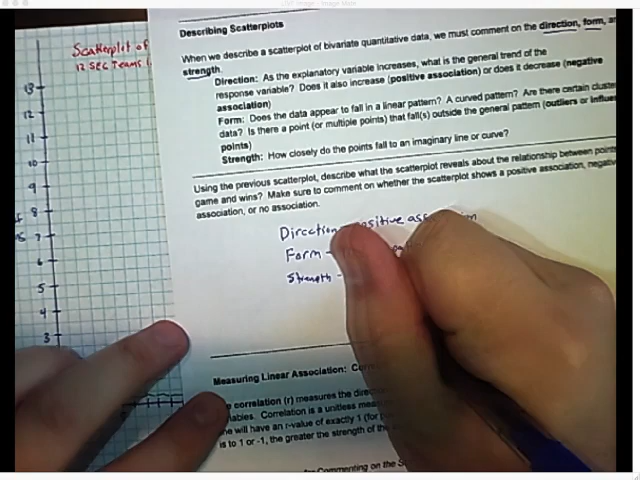 Scatterplot of
12 SEC Teams
13
12
11
10
9
8
7
6
5
4
3
Describing Scatterplots
When we describe a scatterplot of bivariate quantitative data, we must comment on the direction, form,
strength.
Direction: As the explanatory variable increases, what is the general trend of the
response variable? Does it also increase (positive association) or does it decrease (negative
association)
Form: Does the data appear to fall in a linear pattern? A curved pattern? Are there certain
data? Is there a point (or multiple points) that fall(s) outside the general pattern (outliers or
points)
Strength: How closely do the points fall to an imaginary line or curve?
Using the previous scatterplot, describe what the scatterplot reveals about the relationship between
game and wins? Make sure to comment on whether the scatterplot shows a positive association,
association, or no association.
Direction
Form -
Strength -
Measuring Linear Association:
correlation (r) measures the
Correlation is a unitless
will have an r-value of exactly 1 (for
is to 1 or -1, the greater the strength of the
for Commenting on the